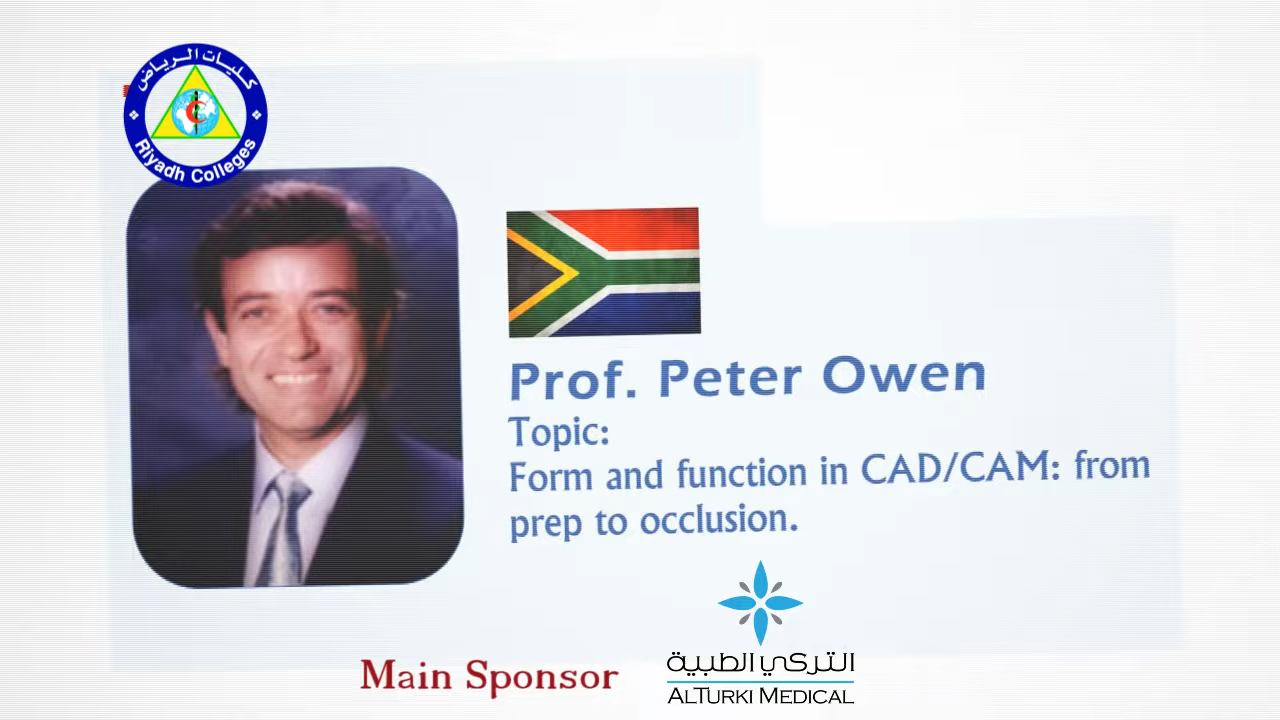 كليات الرياض
Riyadh Colleges
Prof. Peter Owen
Topic:
Form and function in CAD/CAM: from
prep to occlusion.
Main Sponsor
التركي الطبية
ALTURKI MEDICAL